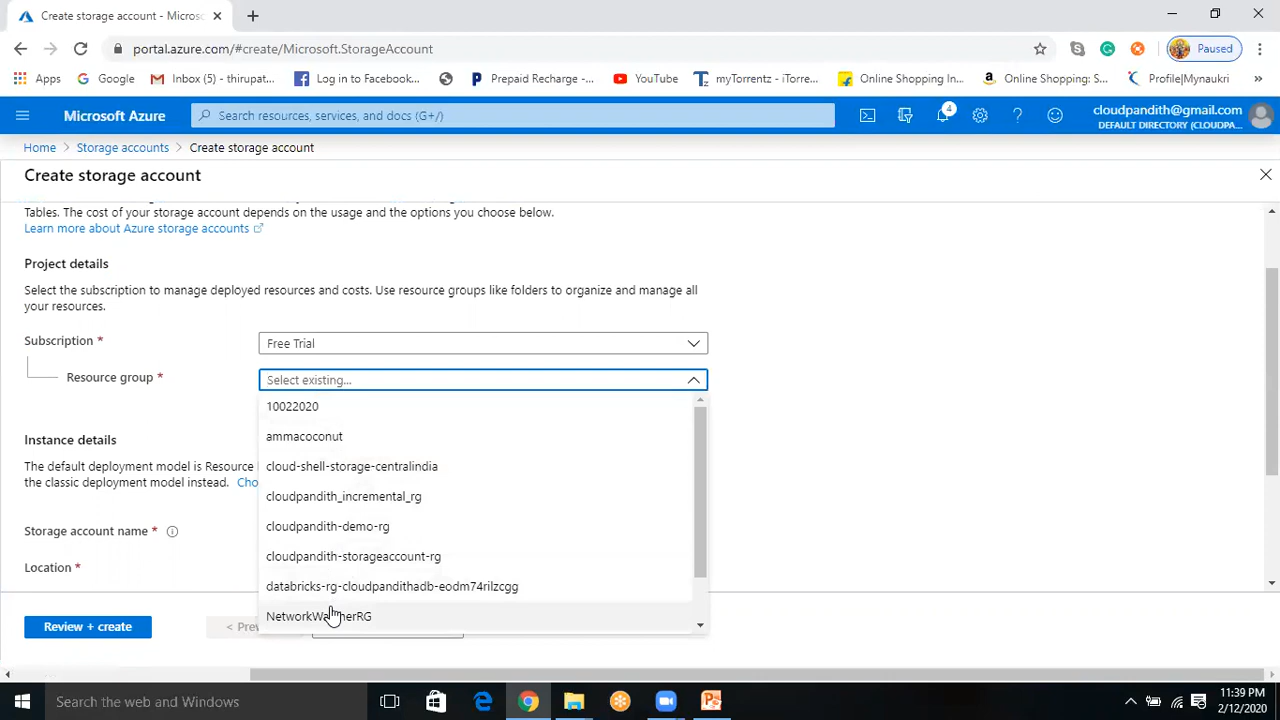 Create storage account - Micros
portal.azure.com/#create/Microsoft.StorageAccount
Paused
Apps
Google
Inbox (5) - thirupat...
Log in to Facebook...
Prepaid Recharge -...
YouTube
myTorrentz - iTorre...
Online Shopping In...
Online Shopping: S...
Profile|Mynaukri
»
Microsoft Azure
Search resources, services, and docs (G+/)
4
cloudpandith@gmail.com
DEFAULT DIRECTORY (CLOUDPA...
Home > Storage accounts > Create storage account
Create storage account
Tables. The cost of your storage account depends on the usage and the options you choose below.
Learn more about Azure storage accounts
Project details
Select the subscription to manage deployed resources and costs. Use resource groups like folders to organize and manage all
your resources.
Subscription *
Free Trial
Resource group *
Select existing...
10022020
ammacoconut
cloud-shell-storage-centralindia
cloudpandith_incremental_rg
cloudpandith-demo-rg
cloudpandith-storageaccount-rg
databricks-rg-cloudpandithadb-eodm74rilzcgg
NetworkWatcherRG
Instance details
The default deployment model is Resource
the classic deployment model instead.
Storage account name *
Location *
Review + create
Search the web and Windows
11:39 PM
2/12/2020